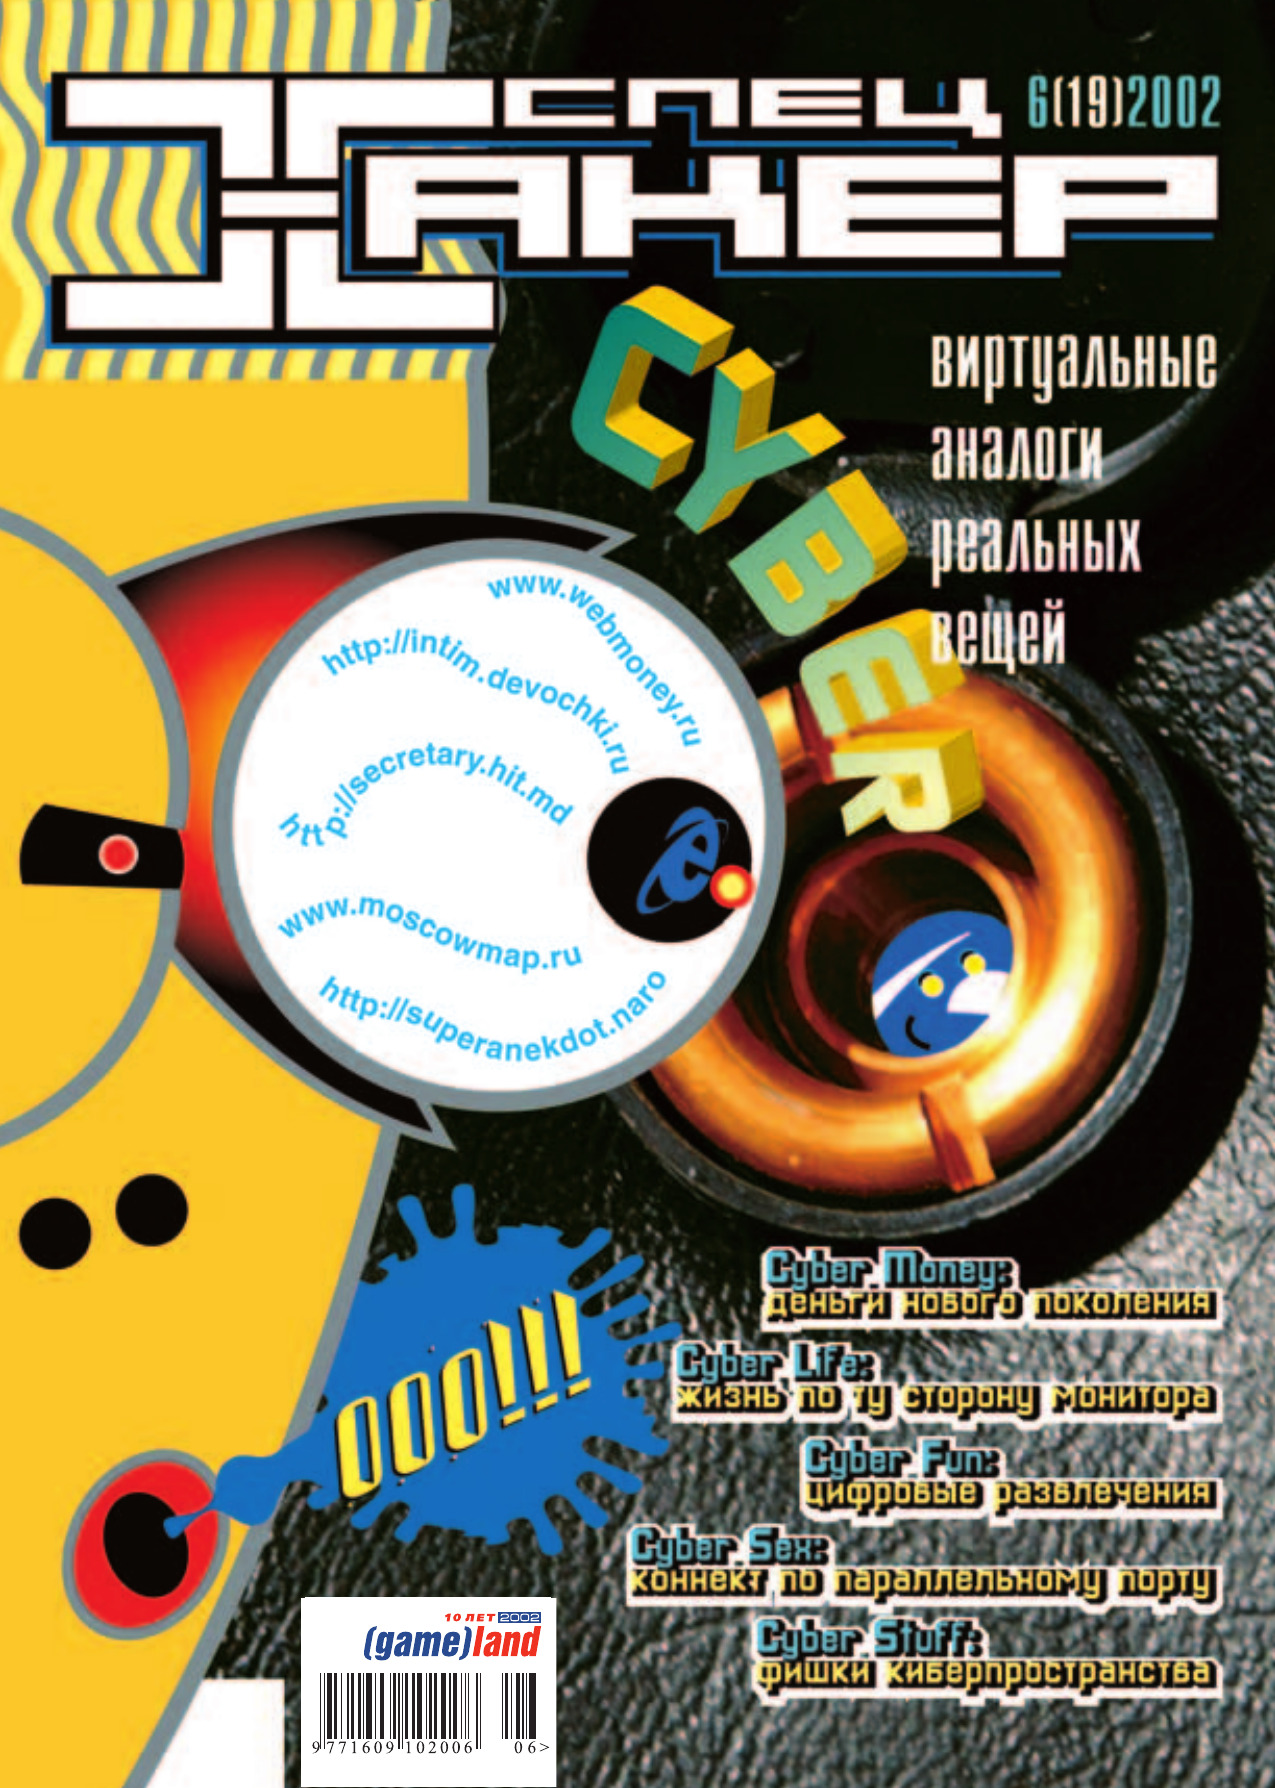 СПЕЦ
ХАКЕР
6(19)2002
CYBER
виртуальные
аналоги
реальных
вещей
www.webmoney.ru
http://intim.devochki.ru
http://secretary.hit.md
www.moscowmap.ru
http://superanekdot.naro
ООО!!!
Cyber Money:
деньги нового поколения
Cyber Life:
жизнь по ту сторону монитора
Cyber Fun:
цифровые развлечения
Cyber Sex:
коннект по параллельному порту
Cyber Stuff:
фишки киберпространства
10 ЛЕТ 2002
(game)land
9 771609 102006 06>